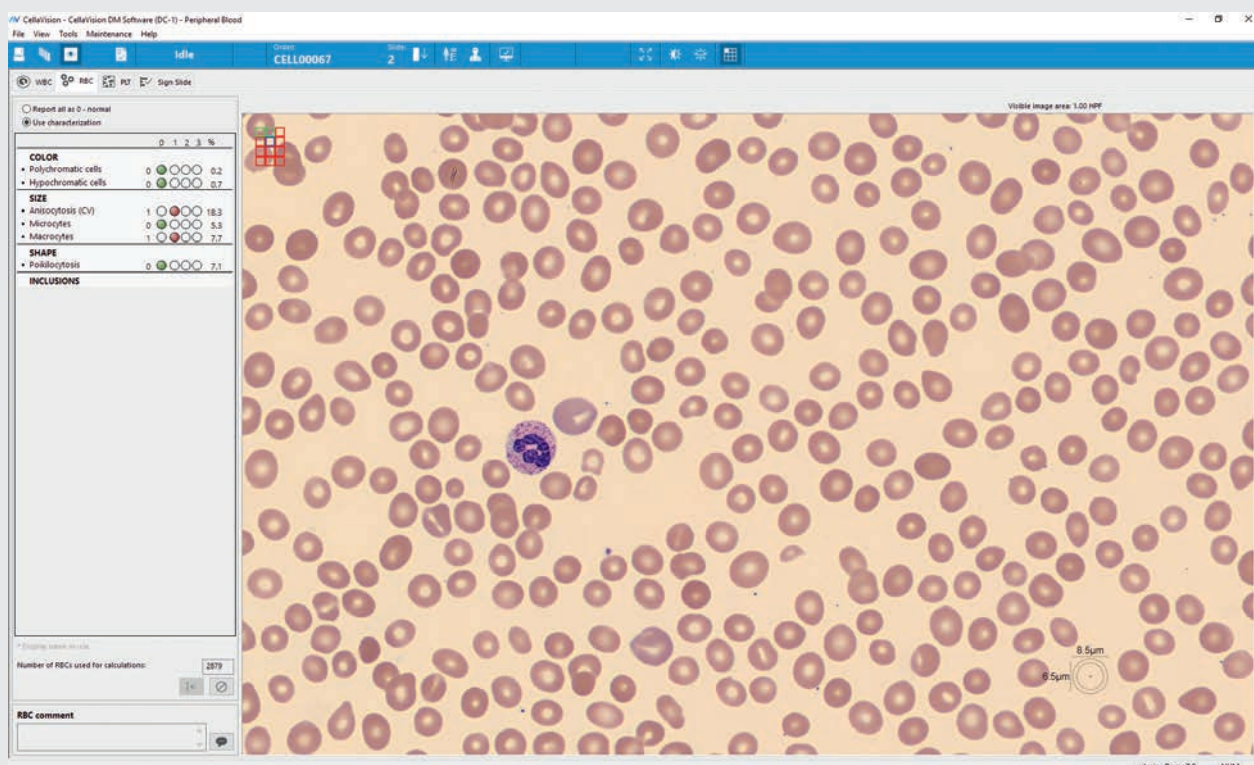 CellaVision - CellaVision DM Software (DC-1) - Peripheral Blood
File View Tools Maintenance Help
Idle
Order:
CELL00067
Slide:
2
WBC RBC PLT Sign Slide
Visible image area: 1.00 HPF
Report all as 0 - normal
Use characterization
0 1 2 3 %
COLOR
• Polychromatic cells 0 0.2
• Hypochromatic cells 0 0.7
SIZE
• Anisocytosis (CV) 1 18.3
• Microcytes 0 5.3
• Macrocytes 1 7.7
SHAPE
• Poikilocytosis 0 7.1
INCLUSIONS
8.5µm
6.5µm
Number of RBCs used for calculations: 2879
RBC comment